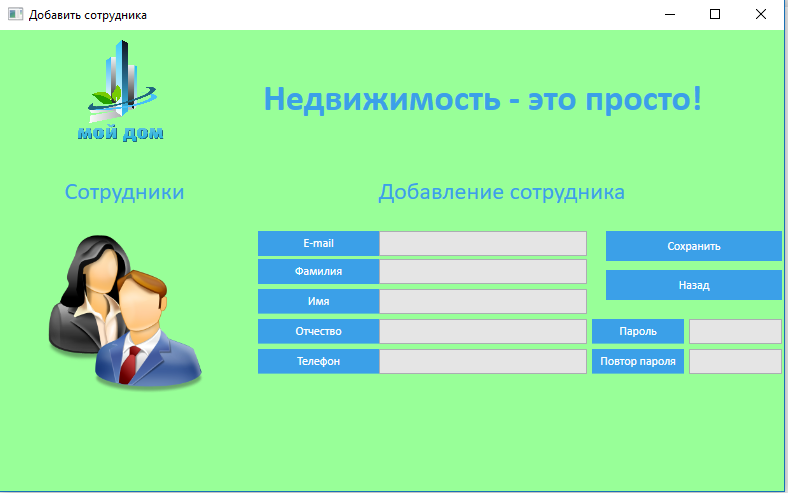 Добавить сотрудника
мой дом
Недвижимость - это просто!
Сотрудники
Добавление сотрудника
E-mail
Сохранить
Фамилия
Назад
Имя
Отчество
Пароль
Телефон
Повтор пароля